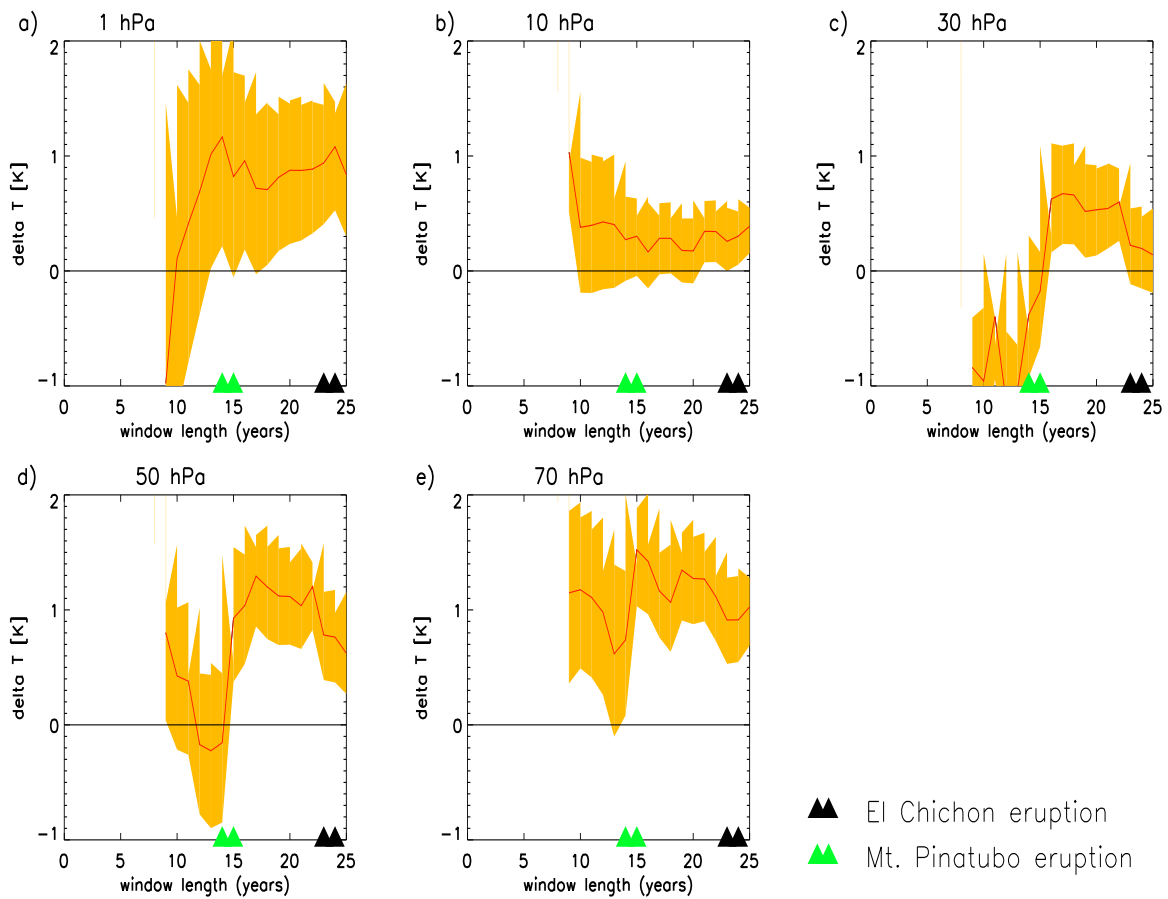 a) 1 hPa
b) 10 hPa
c) 30 hPa
2 2 2
1 1 1
0 0 0
−1 −1 −1
delta T [K] delta T [K] delta T [K]
0 5 10 15 20 25 0 5 10 15 20 25 0 5 10 15 20 25
window length (years) window length (years) window length (years)
d) 50 hPa
e) 70 hPa
2 2
1 1
0 0
−1 −1
delta T [K] delta T [K]
0 5 10 15 20 25 0 5 10 15 20 25
window length (years) window length (years)
El Chichon eruption
Mt. Pinatubo eruption